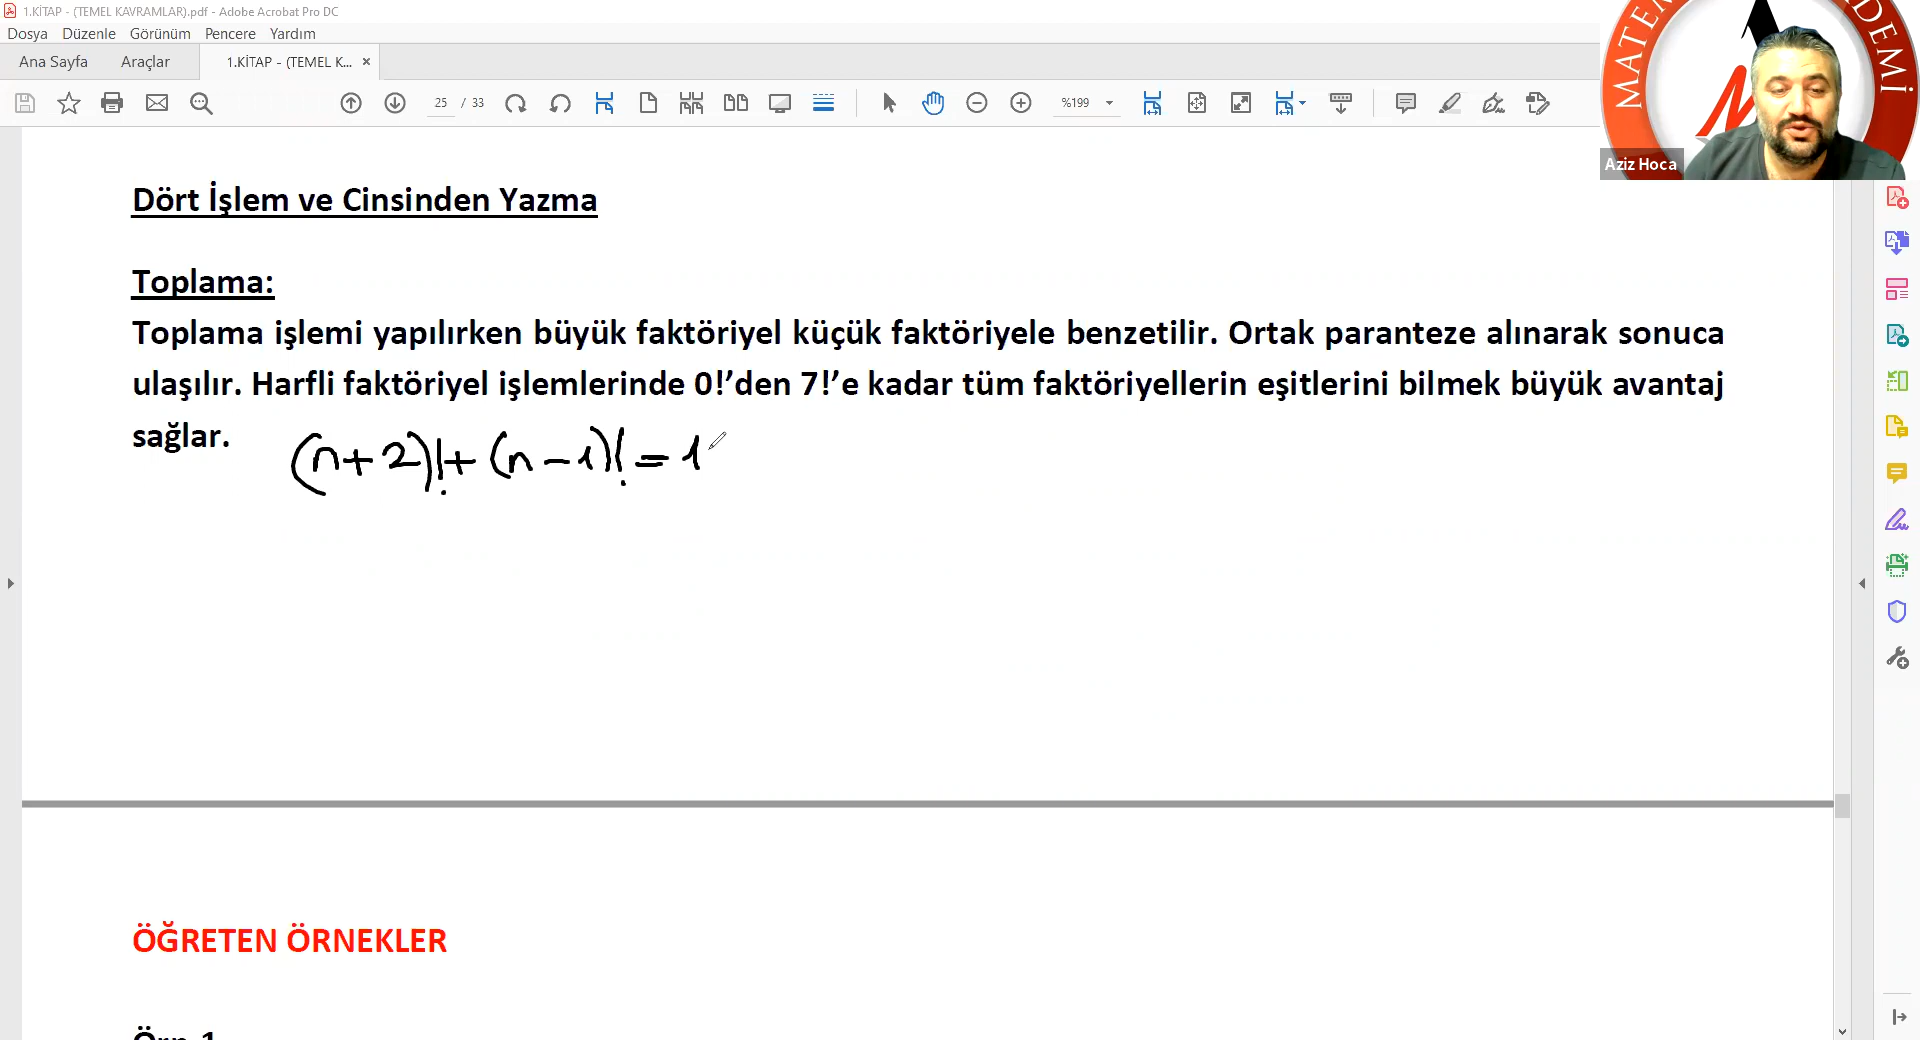 1.KİTAP - (TEMEL KAVRAMLAR).pdf - Adobe Acrobat Pro DC
Dosya Düzenle Görünüm Pencere Yardım
Ana Sayfa Araçlar 1.KİTAP - (TEMEL K... ×
25 / 33 %199
Aziz Hoca
Dört İşlem ve Cinsinden Yazma
Toplama:
Toplama işlemi yapılırken büyük faktöriyel küçük faktöriyele benzetilir. Ortak paranteze alınarak sonuca
ulaşılır. Harfli faktöriyel işlemlerinde 0!’den 7!’e kadar tüm faktöriyellerin eşitlerini bilmek büyük avantaj
sağlar.
(n+2)!+(n-1)!=1
ÖĞRETEN ÖRNEKLER